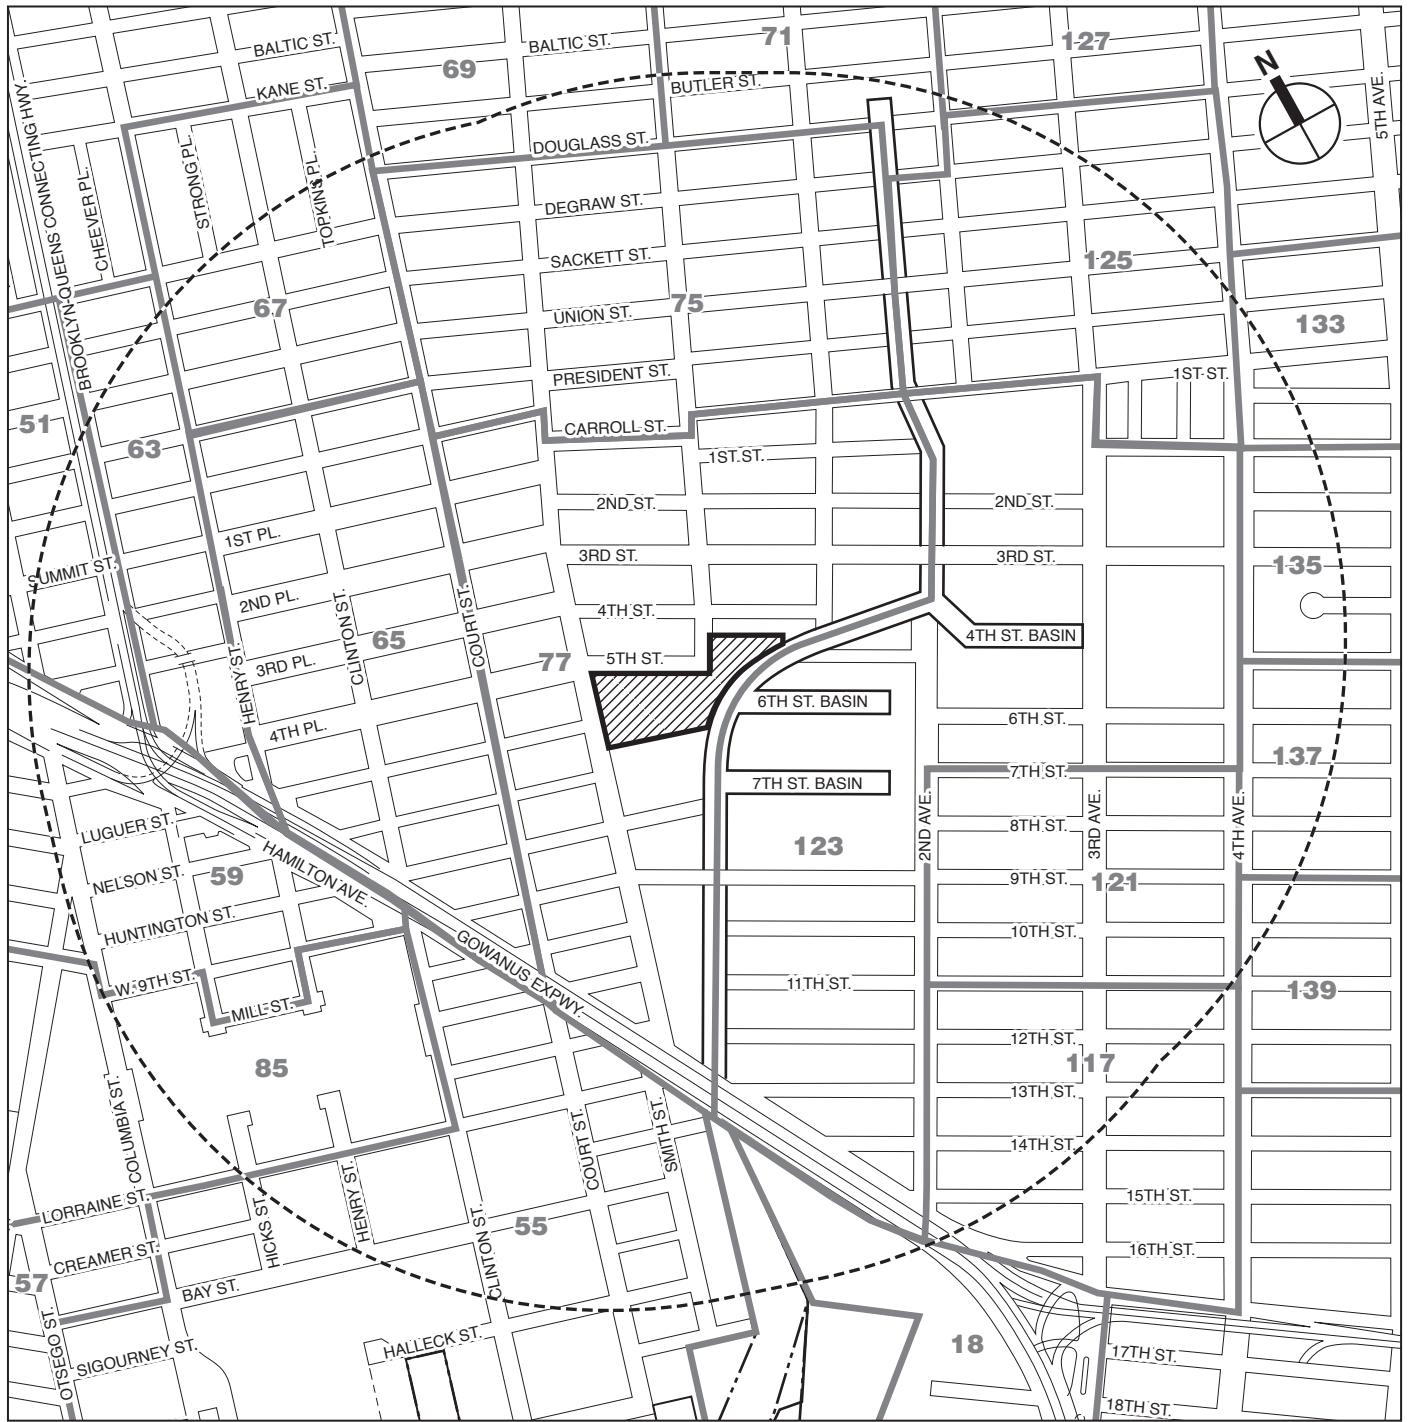 71
127
BALTIC ST.
BALTIC ST.
69
KANE ST.
BUTLER ST.
N
5TH AVE.
BROOKLYN-QUEENS CONNECTING HWY.
CHEEVER PL.
STRONG PL.
TOPKINS PL.
DOUGLASS ST.
DEGRAW ST.
SACKETT ST.
125
67
75
UNION ST.
133
PRESIDENT ST.
1ST ST.
51
63
CARROLL ST.
1ST ST.
2ND ST.
2ND ST.
1ST PL.
3RD ST.
3RD ST.
SUMMIT ST.
135
2ND PL.
CLINTON ST.
COURT ST.
4TH ST.
65
4TH ST. BASIN
HENRY ST.
3RD PL.
77
5TH ST.
6TH ST. BASIN
6TH ST.
4TH PL.
137
7TH ST.
7TH ST. BASIN
LUGUER ST.
8TH ST.
2ND AVE.
3RD AVE.
4TH AVE.
HAMILTON AVE.
123
NELSON ST.
59
9TH ST.
121
HUNTINGTON ST.
10TH ST.
GOWANUS EXPWY.
W. 9TH ST.
11TH ST.
139
MILL ST.
12TH ST.
85
117
13TH ST.
COLUMBIA ST.
COURT ST.
SMITH ST.
14TH ST.
LORRAINE ST.
HENRY ST.
15TH ST.
HICKS ST.
CLINTON ST.
55
CREAMER ST.
16TH ST.
57
BAY ST.
OTSEGO ST.
SIGOURNEY ST.
HALLECK ST.
18
17TH ST.
18TH ST.